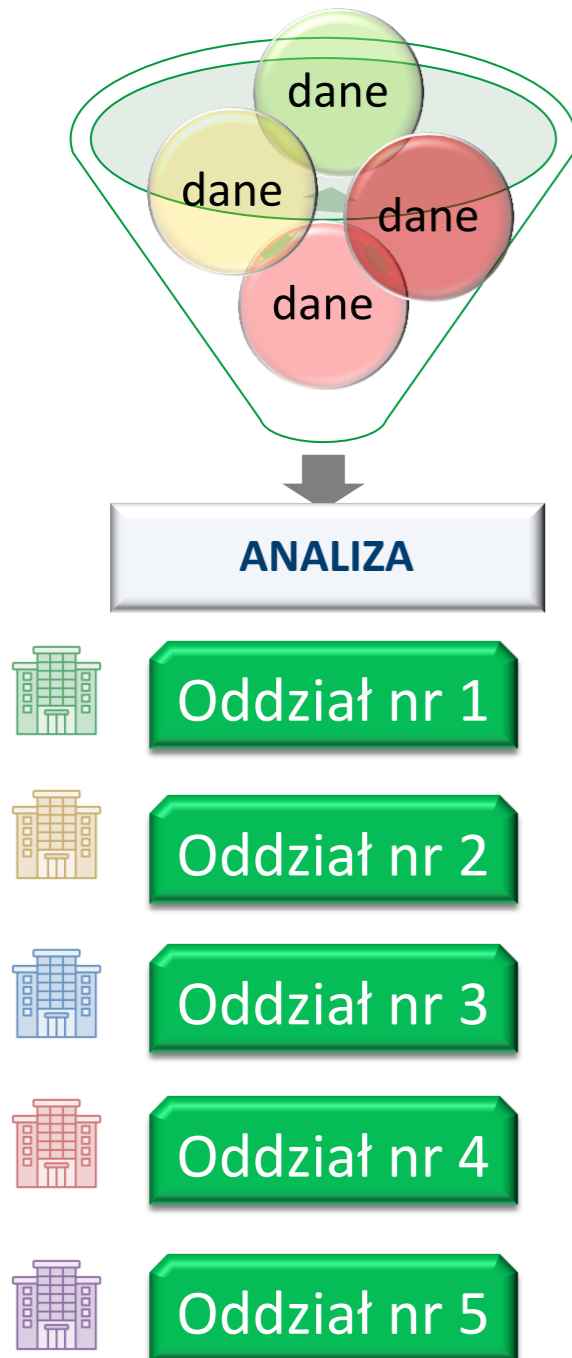 dane
dane
dane
dane
ANALIZA
Oddział nr 1
Oddział nr 2
Oddział nr 3
Oddział nr 4
Oddział nr 5